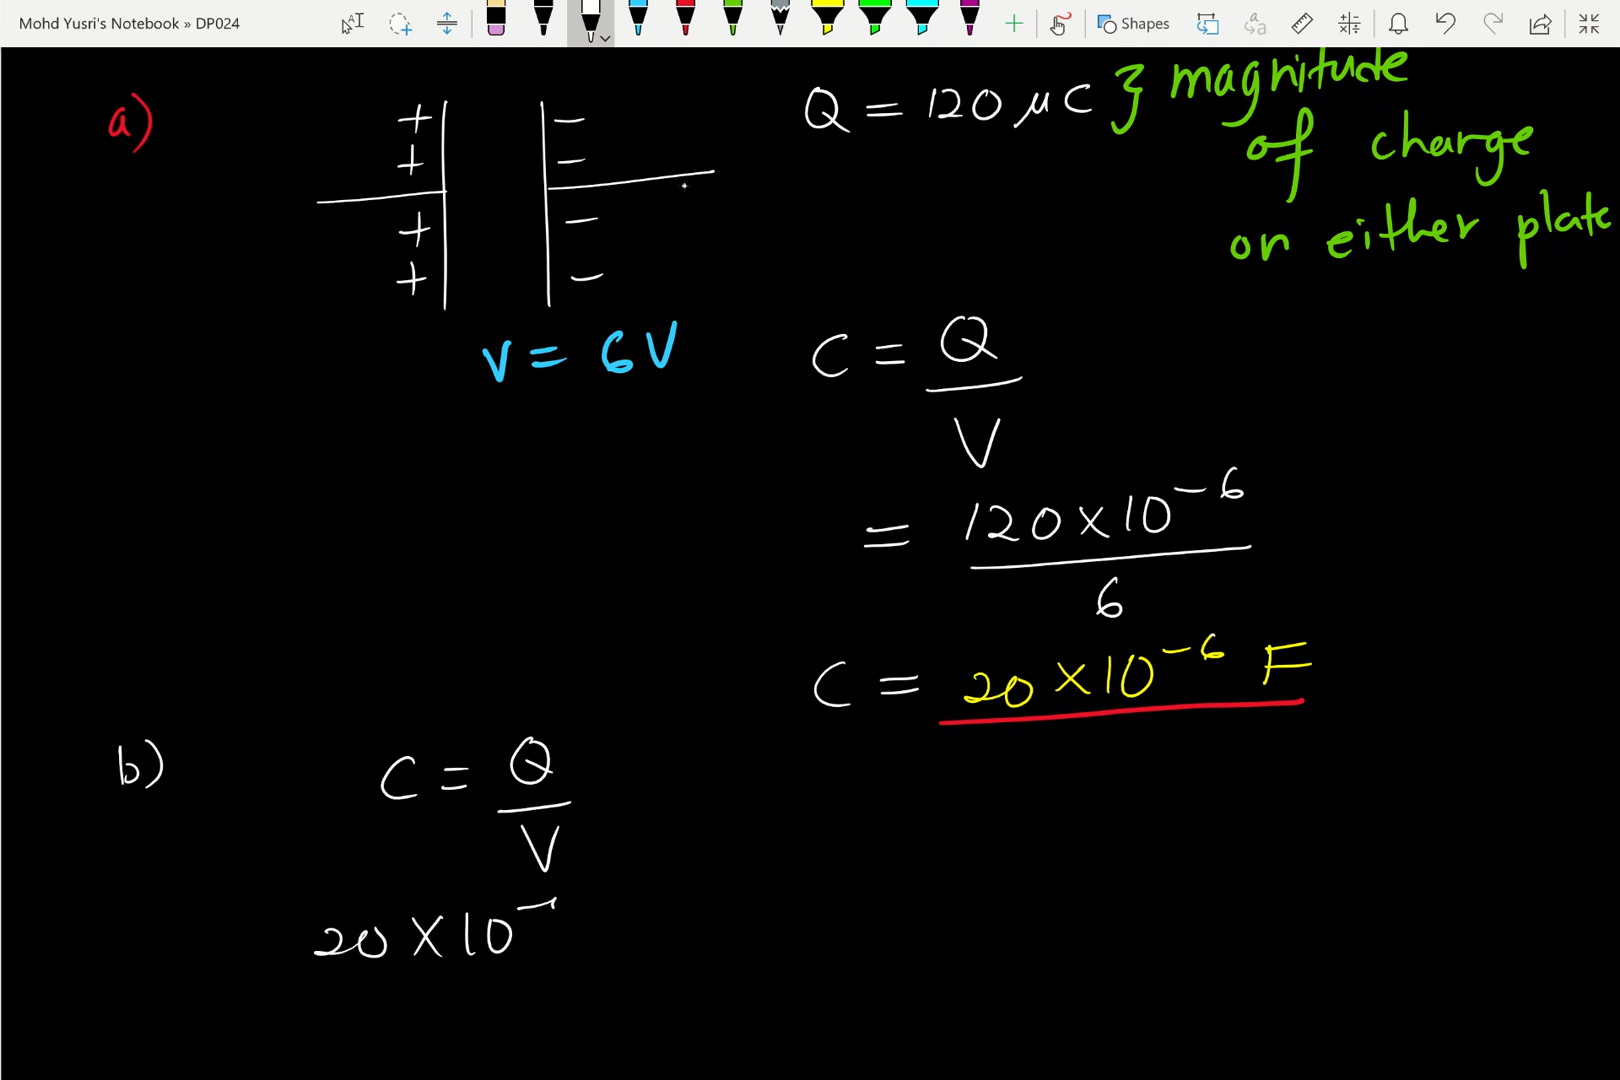 Mohd Yusri's Notebook » DP024
Shapes
a)
+ −
+ −
+ −
+ −
V = 6V
Q = 120 μC } magnitude
of charge
on either plate
C = Q
V
= 120 × 10⁻⁶
6
C = 20 × 10⁻⁶ F
b) C = Q
V
20 × 10⁻